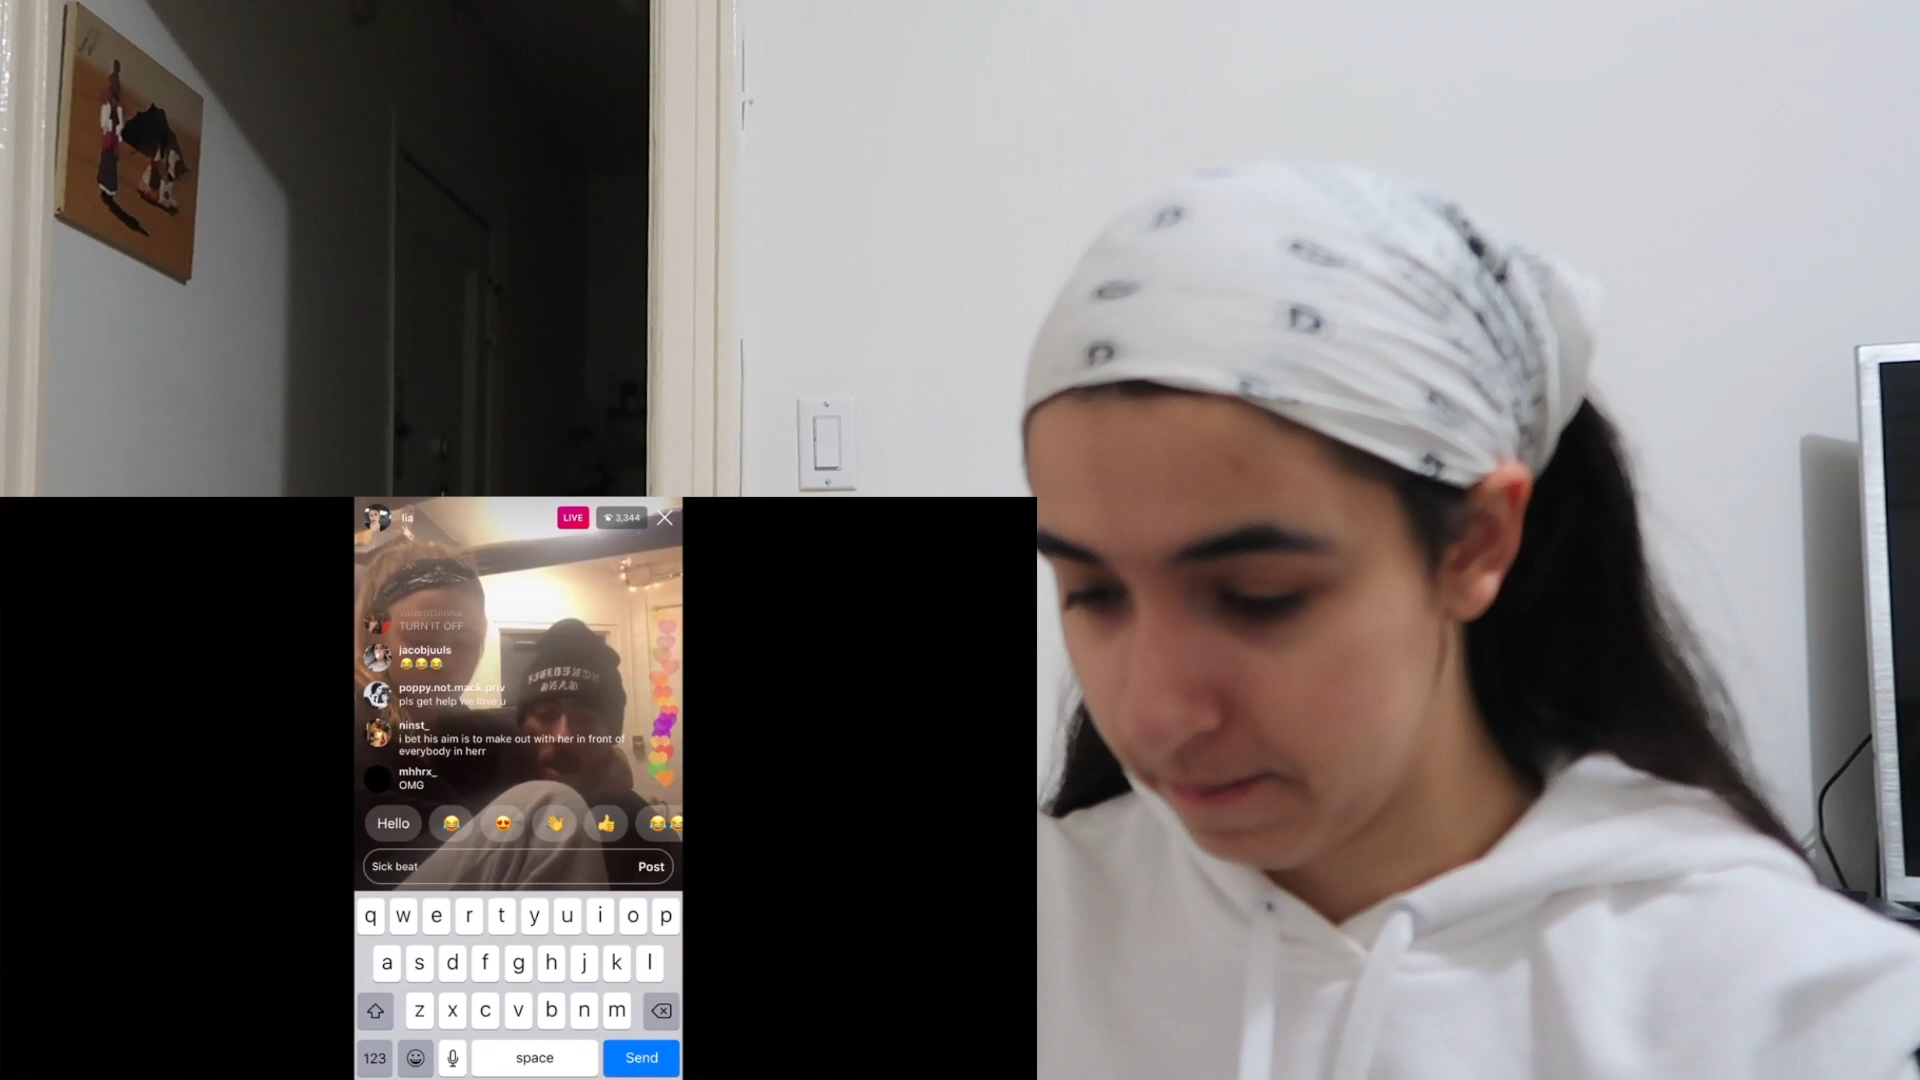 lia
LIVE
3,344
TURN IT OFF
jacobjuuls
😂😂😂
poppy.not.mack.priv
pls get help we love u
ninst_
i bet his aim is to make out with her in front of
everybody in herr
mhhrx_
OMG
Hello
Sick beat
Post
q w e r t y u i o p
a s d f g h j k l
z x c v b n m
123
space
Send